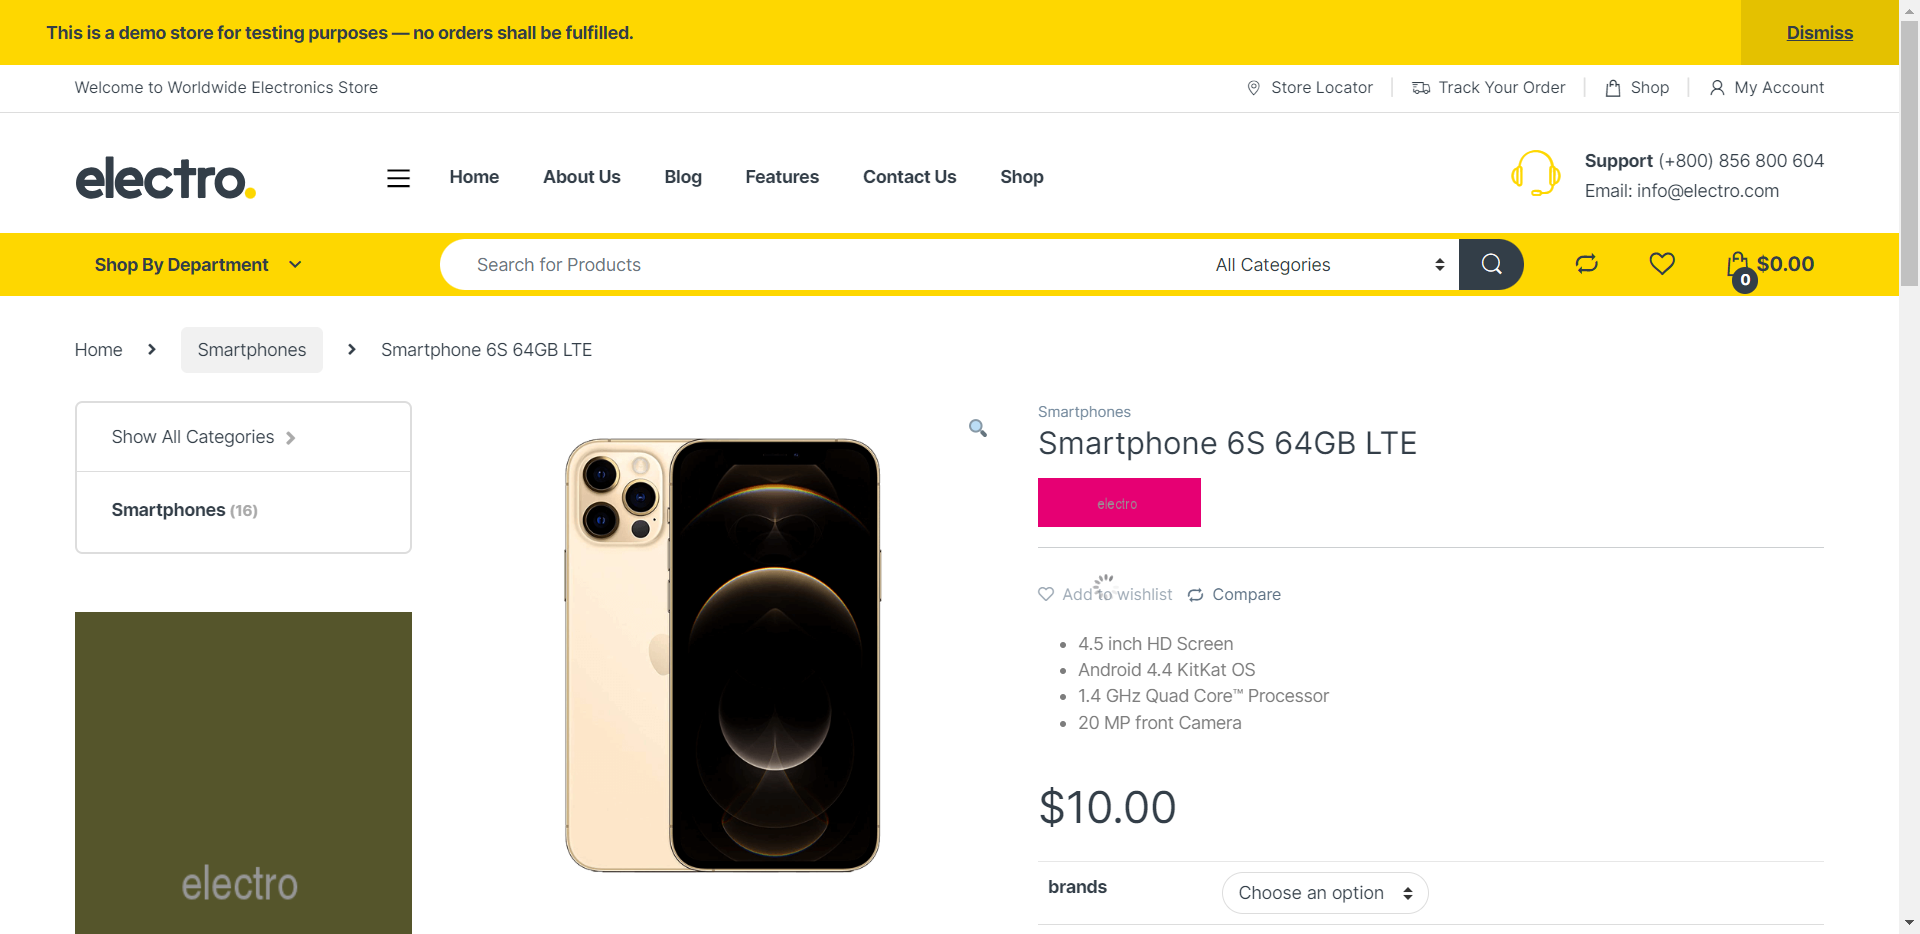 This is a demo store for testing purposes — no orders shall be fulfilled.
Dismiss
Welcome to Worldwide Electronics Store
Store Locator
Track Your Order
Shop
My Account
electro.
Home
About Us
Blog
Features
Contact Us
Shop
Support (+800) 856 800 604
Email: info@electro.com
Shop By Department
Search for Products
All Categories
0
$0.00
Home
Smartphones
Smartphone 6S 64GB LTE
Show All Categories
Smartphones (16)
electro
Smartphones
Smartphone 6S 64GB LTE
electro
Add to wishlist
Compare
4.5 inch HD Screen
Android 4.4 KitKat OS
1.4 GHz Quad Core™ Processor
20 MP front Camera
$10.00
brands
Choose an option